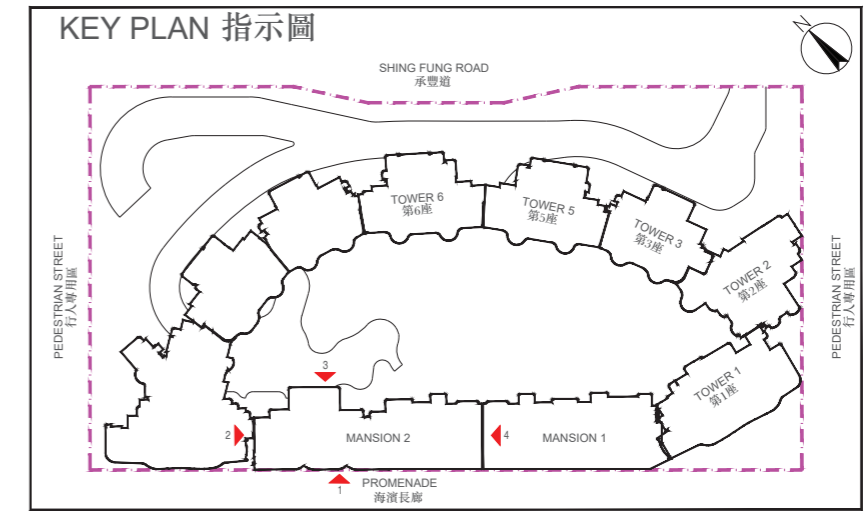 KEY PLAN 指示圖
N
SHING FUNG ROAD
承豐道
TOWER 6
第6座
TOWER 5
第5座
TOWER 3
第3座
TOWER 2
第2座
TOWER 1
第1座
PEDESTRIAN STREET
行人專用區
PEDESTRIAN STREET
行人專用區
3
2
MANSION 2
4
MANSION 1
1
PROMENADE
海濱長廊